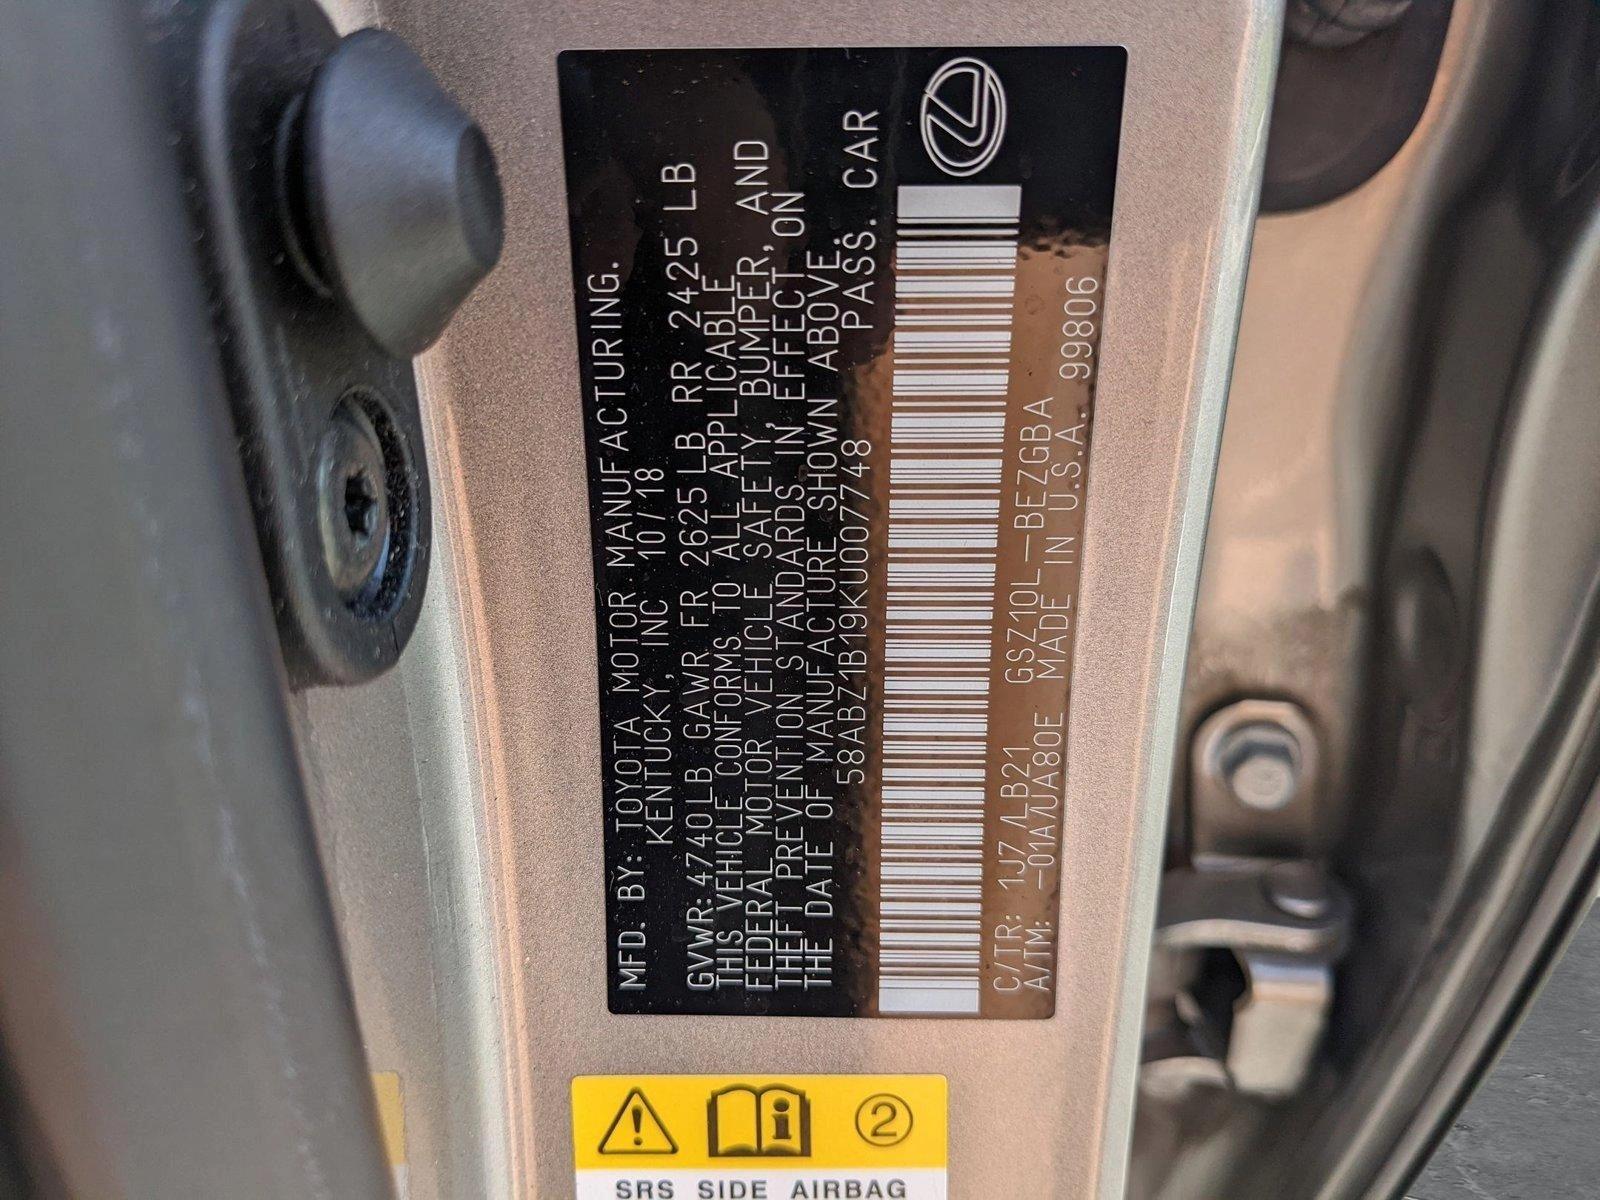 MFD. BY: TOYOTA MOTOR MANUFACTURING.
KENTUCKY, INC 10/18
GVWR: 4740LB GAWR FR 2625 LB RR 2425 LB
THIS VEHICLE CONFORMS TO ALL APPLICABLE
FEDERAL MOTOR VEHICLE SAFETY, BUMPER, AND
THEFT PREVENTION STANDARDS IN EFFECT ON
THE DATE OF MANUFACTURE SHOWN ABOVE.
58ABZ1B19KU007748 PASS. CAR
C/TR: 1J7 /LB21 GSZ10L-BEZGBA
A/TM: -01A/UA80E MADE IN U.S.A. 99806
2
SRS SIDE AIRBAG